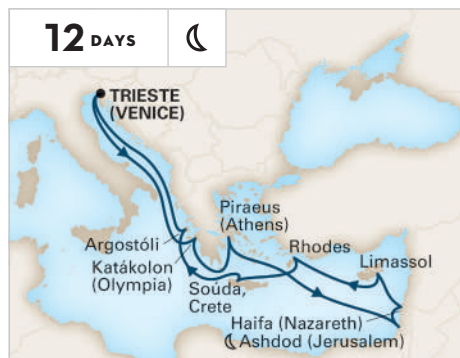 12 DAYS
TRIESTE
(VENICE)
Piraeus
(Athens)
Argostóli
Rhodes
Katákolon
(Olympia)
Limassol
Soúda,
Crete
Haifa (Nazareth)
Ashdod (Jerusalem)